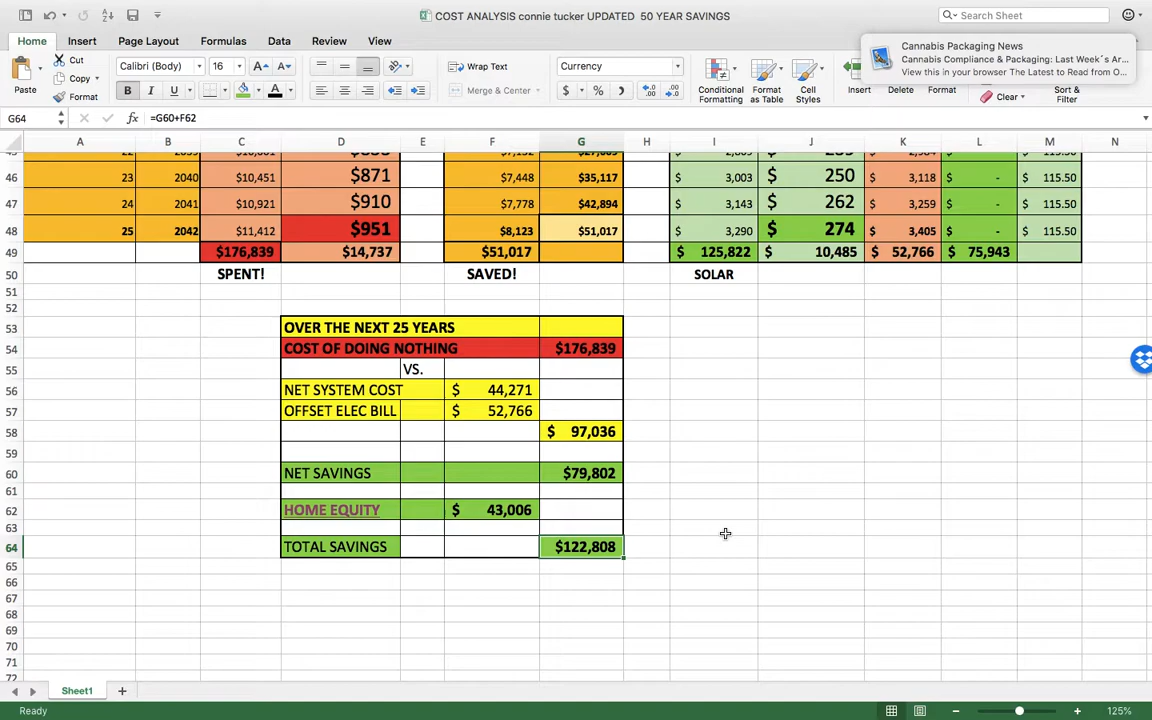 COST ANALYSIS connie tucker UPDATED 50 YEAR SAVINGS
Search Sheet
Home Insert Page Layout Formulas Data Review View
Cannabis Packaging News
Cannabis Compliance & Packaging: Last Week´s Ar...
View this in your browser The Latest to Read from O...
Paste
Cut
Copy
Format
Calibri (Body) 16
A A
B I U A
Wrap Text
Merge & Center
Currency
$ %
Conditional Formatting
Format as Table
Cell Styles
Insert
Delete
Format
Clear
Sort & Filter
G64 fx =G60+F62
A B C D E F G H I J K L M N
46 23 2040 $10,451 $871 $7,448 $35,117 $ 3,003 $ 250 $ 3,118 $ - $ 115.50
47 24 2041 $10,921 $910 $7,778 $42,894 $ 3,143 $ 262 $ 3,259 $ - $ 115.50
48 25 2042 $11,412 $951 $8,123 $51,017 $ 3,290 $ 274 $ 3,405 $ - $ 115.50
49 $176,839 $14,737 $51,017 $ 125,822 $ 10,485 $ 52,766 $ 75,943
50 SPENT! SAVED! SOLAR
51
52
53 OVER THE NEXT 25 YEARS
54 COST OF DOING NOTHING $176,839
55 VS.
56 NET SYSTEM COST $ 44,271
57 OFFSET ELEC BILL $ 52,766
58 $ 97,036
59
60 NET SAVINGS $79,802
61
62 HOME EQUITY $ 43,006
63
64 TOTAL SAVINGS $122,808
65
66
67
68
69
70
71
72
Sheet1 +
Ready 125%